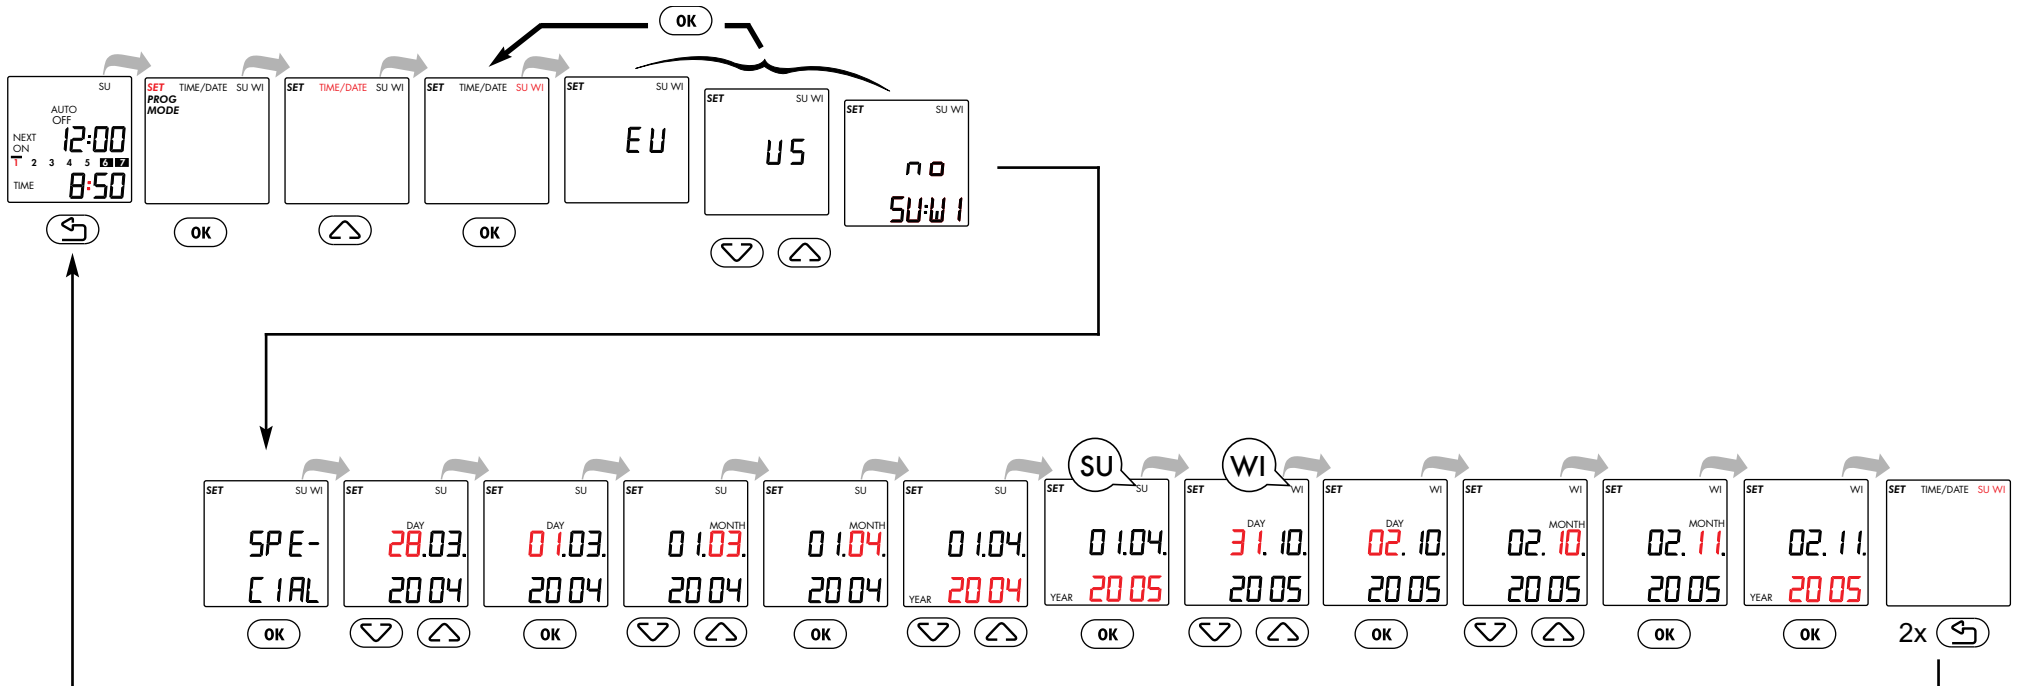 OK
SU
AUTO
OFF
NEXT
ON
12:00
1 2 3 4 5 6 7
TIME
8:50
SET TIME/DATE SU WI
PROG
MODE
OK
SET TIME/DATE SU WI
SET TIME/DATE SU WI
OK
SET SU WI
EU
SET SU WI
US
SET SU WI
no
SU:WI
SET SU WI
SPE-
CIAL
OK
SET SU
DAY
28.03.
2004
SET SU
DAY
01.03.
2004
OK
SET SU
MONTH
01.03.
2004
SET SU
MONTH
01.04.
2004
OK
SET SU
01.04.
YEAR 2004
SU
SET SU
01.04.
YEAR 2005
OK
WI
SET WI
DAY
31.10.
2005
SET WI
DAY
02.10.
2005
OK
SET WI
MONTH
02.10.
2005
SET WI
MONTH
02.11.
2005
OK
SET WI
02.11.
YEAR 2005
OK
SET TIME/DATE SU WI
2x